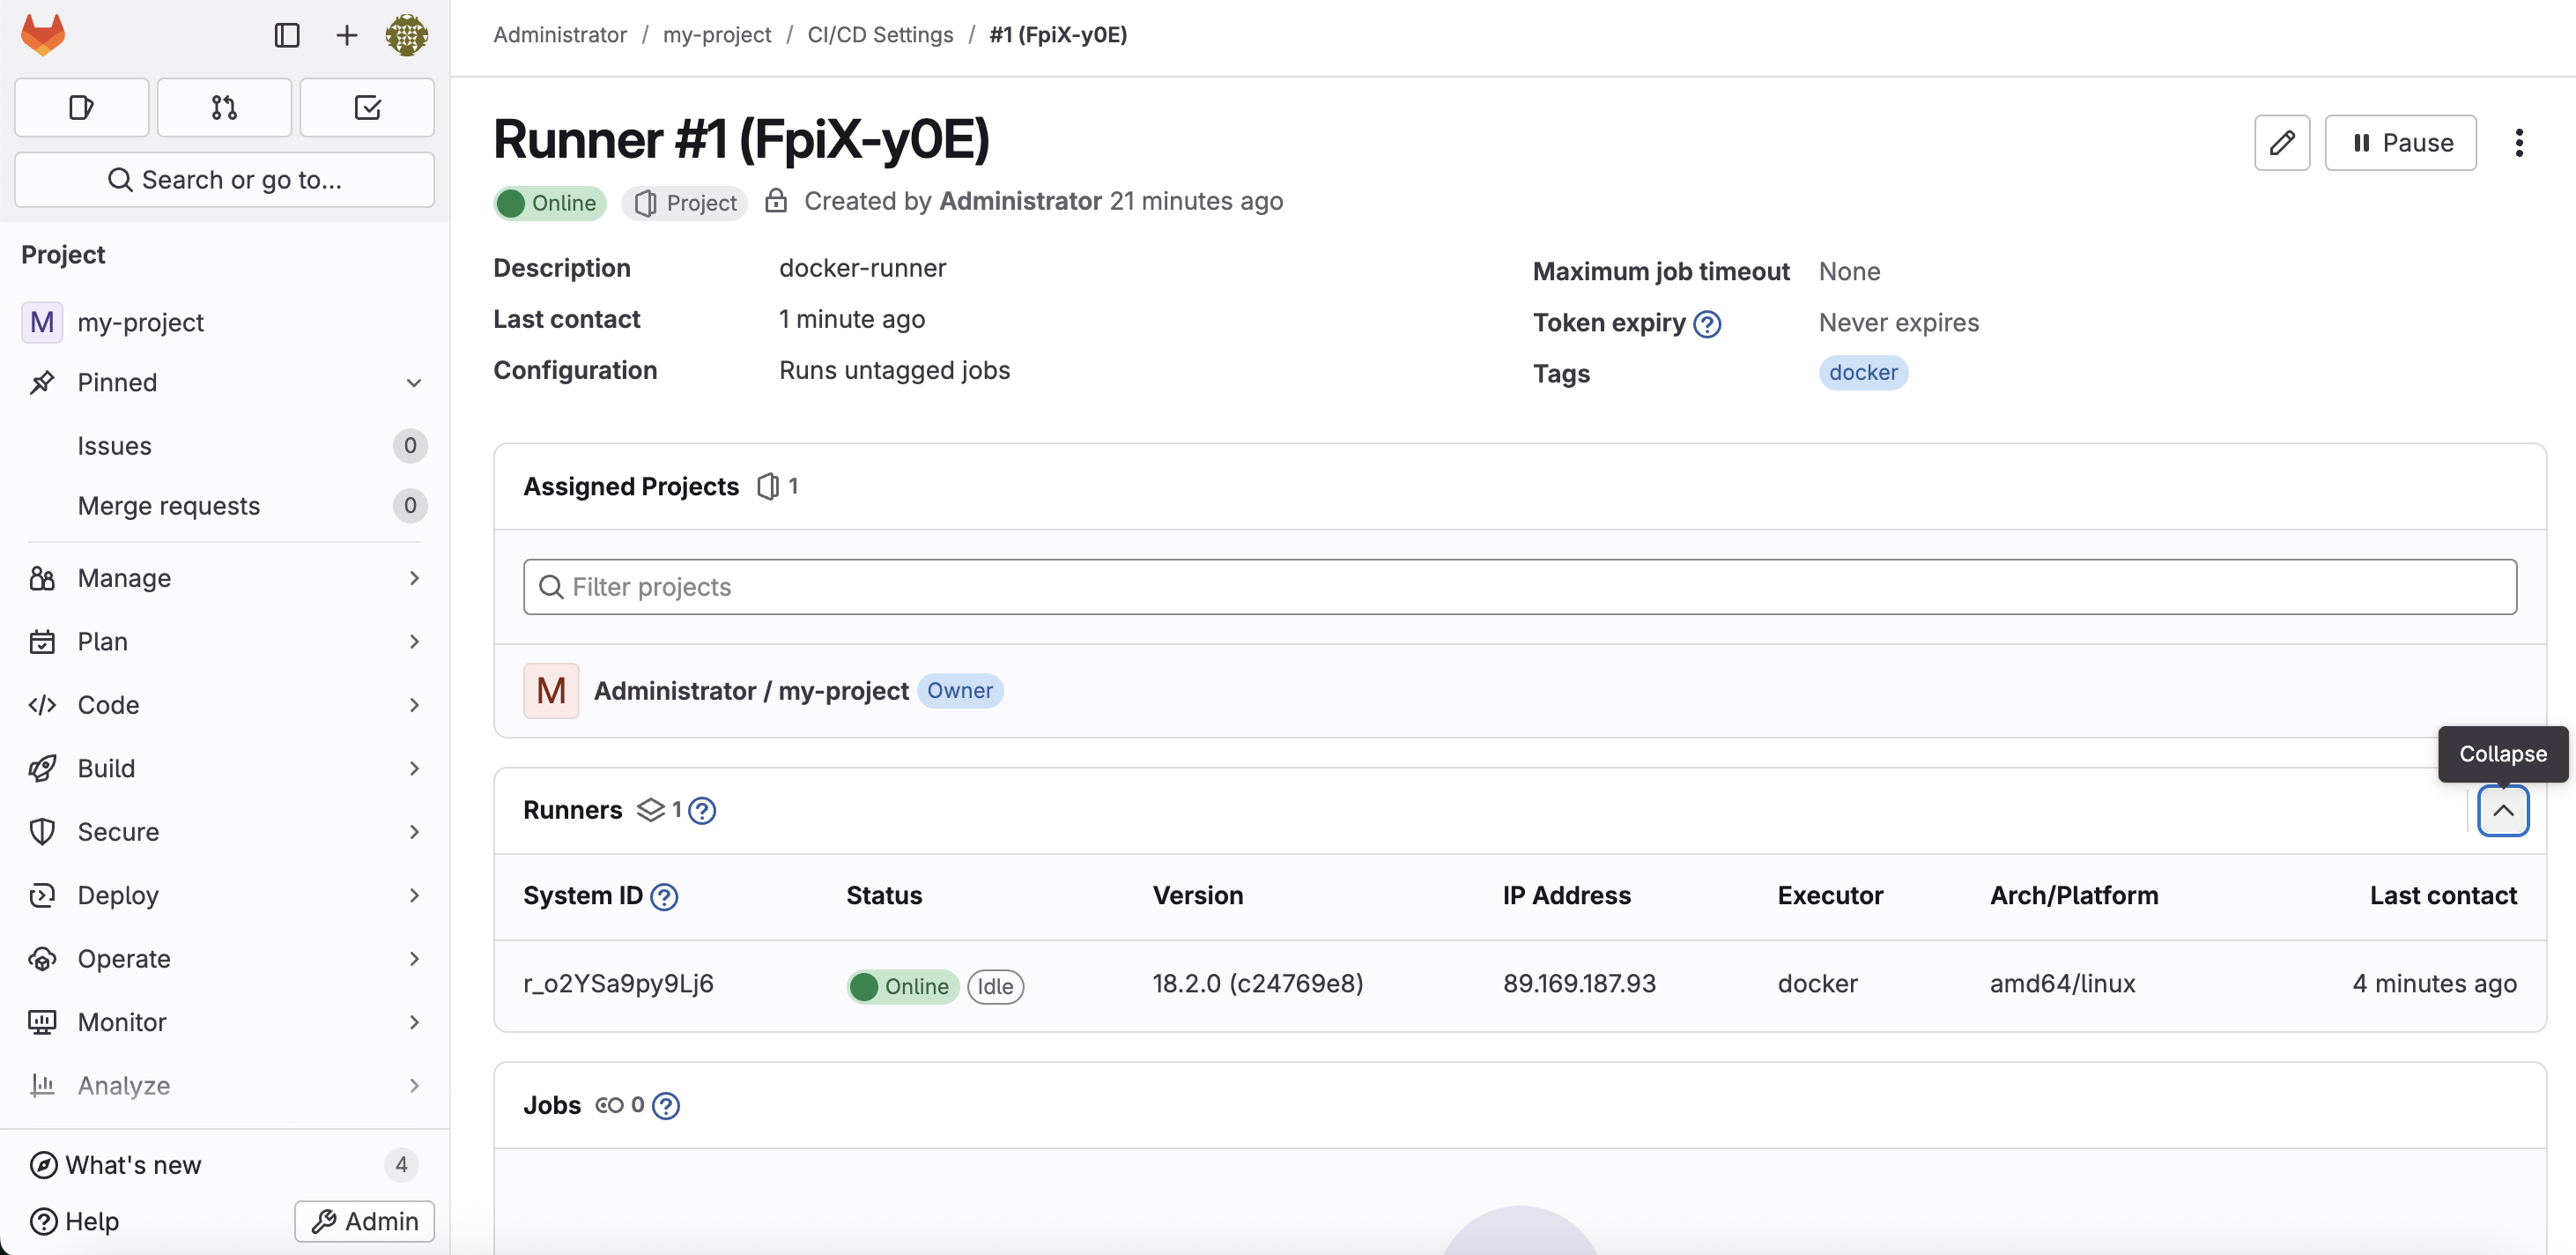 Administrator / my-project / CI/CD Settings / #1 (FpiX-y0E)
Search or go to...
Project
M my-project
Pinned
Issues 0
Merge requests 0
Manage
Plan
Code
Build
Secure
Deploy
Operate
Monitor
Analyze
What's new 4
Help
Admin
Runner #1 (FpiX-y0E)
Pause
Online Project Created by Administrator 21 minutes ago
Description docker-runner
Last contact 1 minute ago
Configuration Runs untagged jobs
Maximum job timeout None
Token expiry ? Never expires
Tags docker
Assigned Projects 1
Filter projects
M Administrator / my-project Owner
Collapse
Runners 1 ?
System ID ? Status Version IP Address Executor Arch/Platform Last contact
r_o2YSa9py9Lj6 Online Idle 18.2.0 (c24769e8) 89.169.187.93 docker amd64/linux 4 minutes ago
Jobs 0 ?